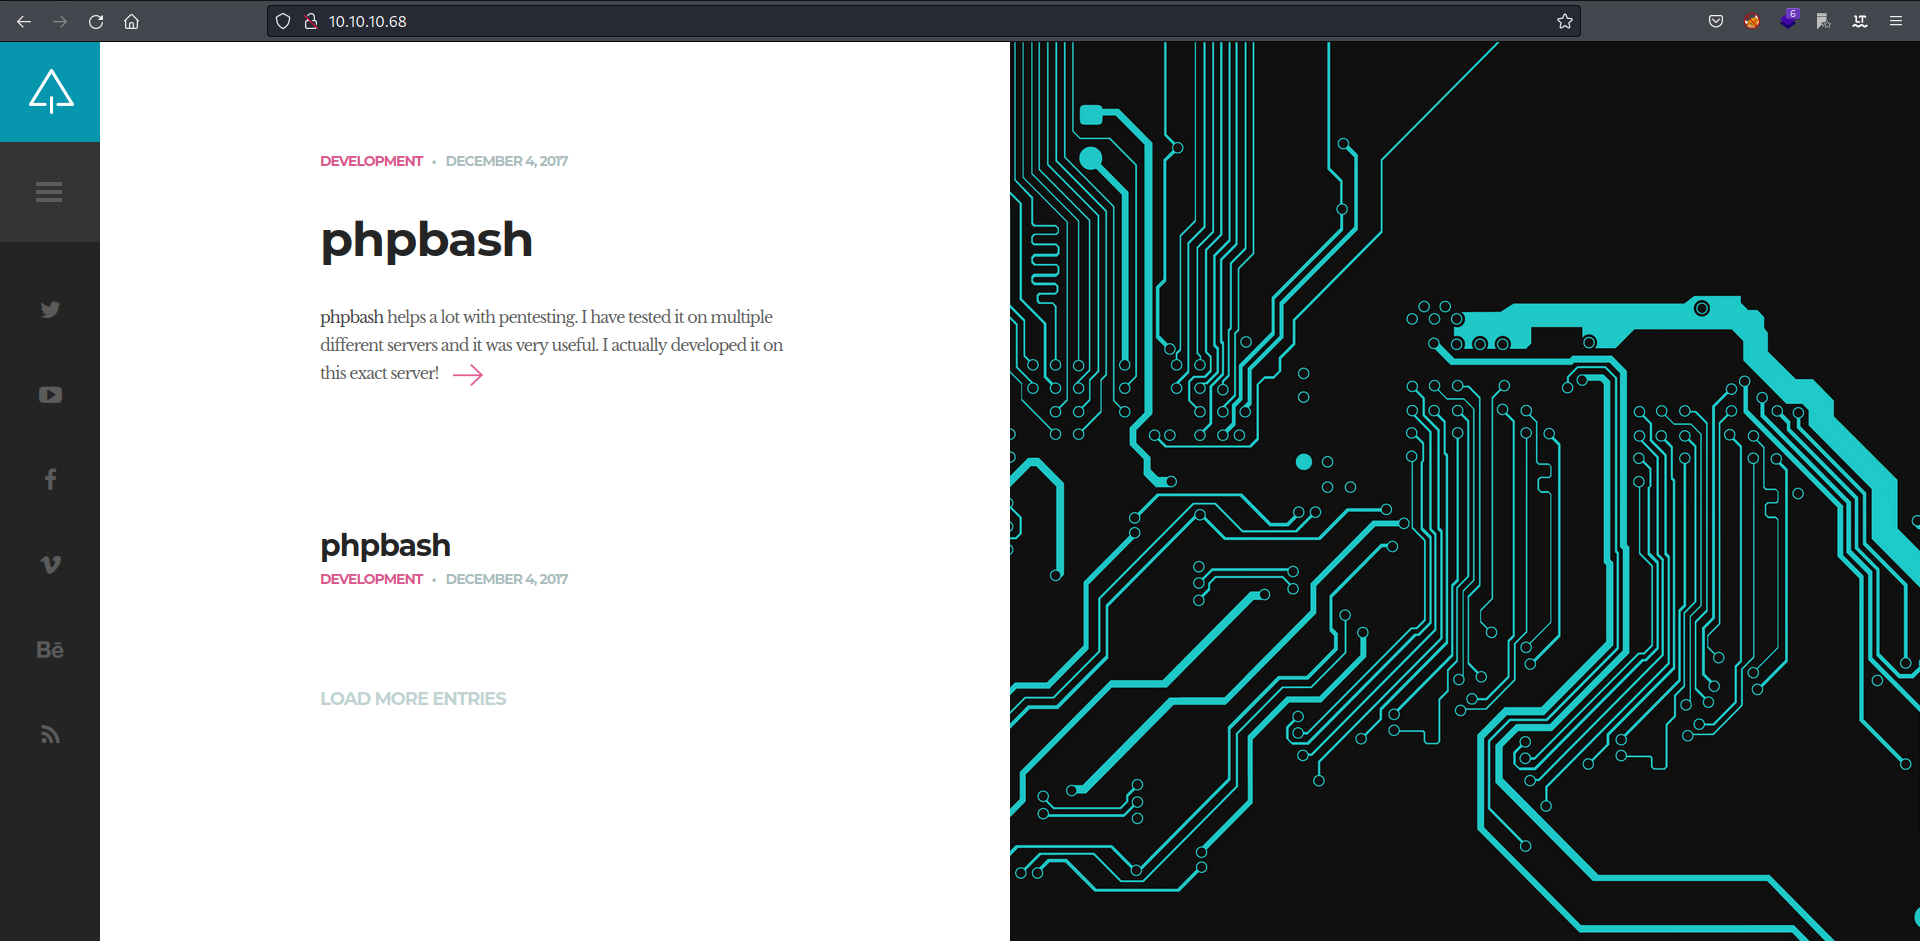 10.10.10.68
6
DEVELOPMENT • DECEMBER 4, 2017
phpbash
phpbash helps a lot with pentesting. I have tested it on multiple
different servers and it was very useful. I actually developed it on
this exact server!
phpbash
DEVELOPMENT • DECEMBER 4, 2017
Bē
LOAD MORE ENTRIES